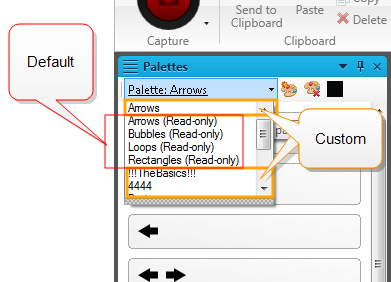 Copy
Send to
Clipboard
Paste
Delete
Capture
Clipboard
Default
Palettes
Palette: Arrows
Arrows
Arrows (Read-only)
Bubbles (Read-only)
Loops (Read-only)
Rectangles (Read-only)
!!!TheBasics!!!
4444
Custom